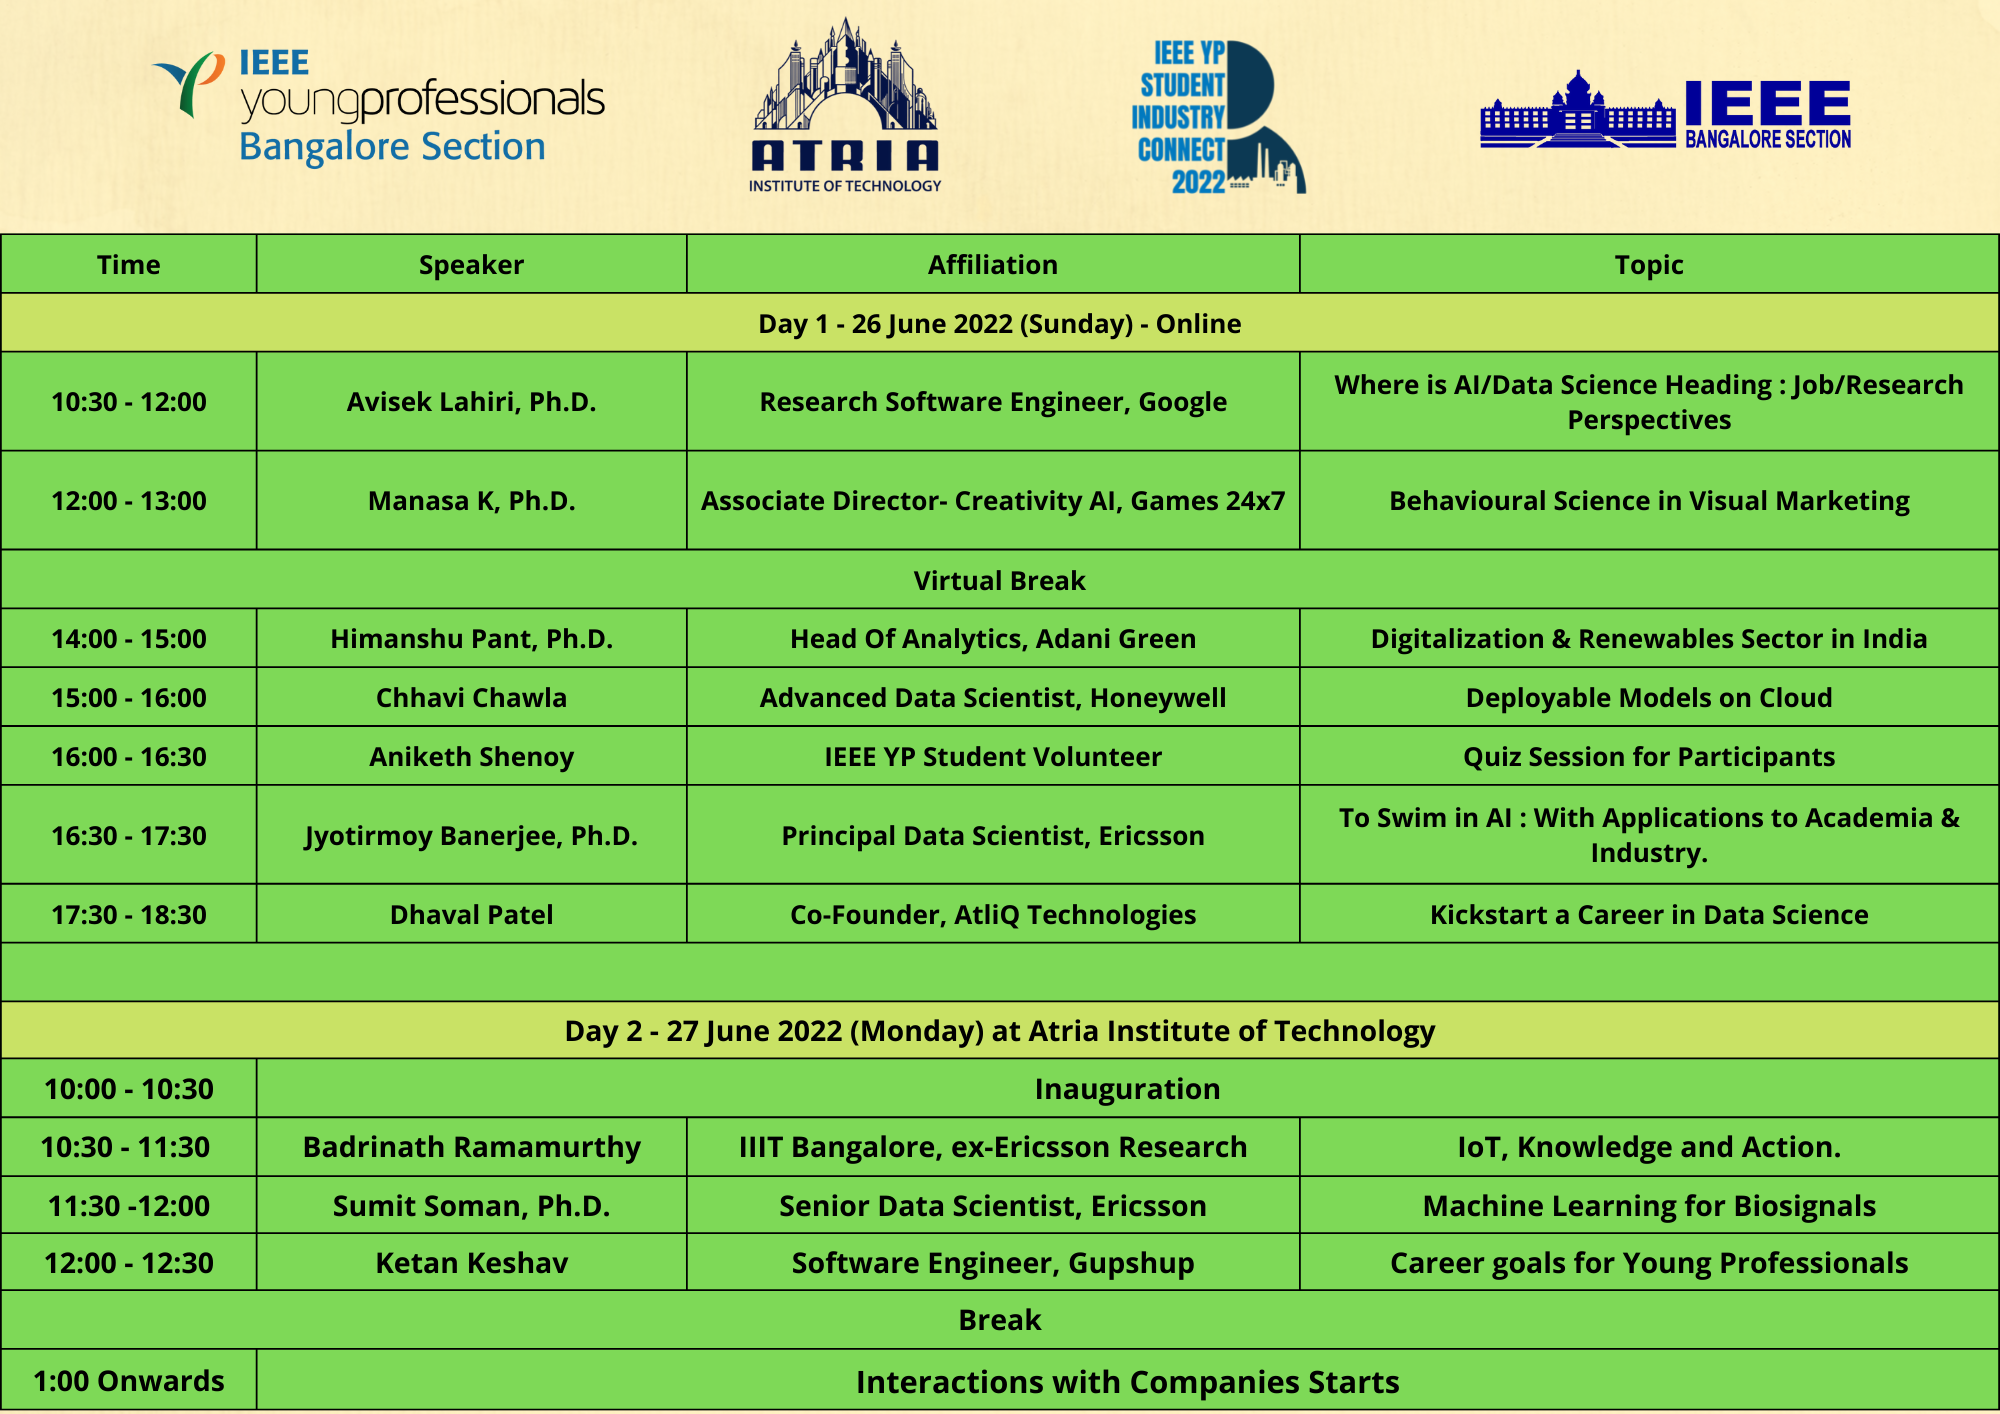 IEEE
youngprofessionals
Bangalore Section
ATRIA
INSTITUTE OF TECHNOLOGY
IEEE YP
STUDENT
INDUSTRY
CONNECT
2022
IEEE
BANGALORE SECTION
Time Speaker Affiliation Topic
Day 1 - 26 June 2022 (Sunday) - Online
10:30 - 12:00 Avisek Lahiri, Ph.D. Research Software Engineer, Google Where is AI/Data Science Heading : Job/Research
Perspectives
12:00 - 13:00 Manasa K, Ph.D. Associate Director- Creativity AI, Games 24x7 Behavioural Science in Visual Marketing
Virtual Break
14:00 - 15:00 Himanshu Pant, Ph.D. Head Of Analytics, Adani Green Digitalization & Renewables Sector in India
15:00 - 16:00 Chhavi Chawla Advanced Data Scientist, Honeywell Deployable Models on Cloud
16:00 - 16:30 Aniketh Shenoy IEEE YP Student Volunteer Quiz Session for Participants
16:30 - 17:30 Jyotirmoy Banerjee, Ph.D. Principal Data Scientist, Ericsson To Swim in AI : With Applications to Academia &
Industry.
17:30 - 18:30 Dhaval Patel Co-Founder, AtliQ Technologies Kickstart a Career in Data Science
Day 2 - 27 June 2022 (Monday) at Atria Institute of Technology
10:00 - 10:30 Inauguration
10:30 - 11:30 Badrinath Ramamurthy IIIT Bangalore, ex-Ericsson Research IoT, Knowledge and Action.
11:30 -12:00 Sumit Soman, Ph.D. Senior Data Scientist, Ericsson Machine Learning for Biosignals
12:00 - 12:30 Ketan Keshav Software Engineer, Gupshup Career goals for Young Professionals
Break
1:00 Onwards Interactions with Companies Starts